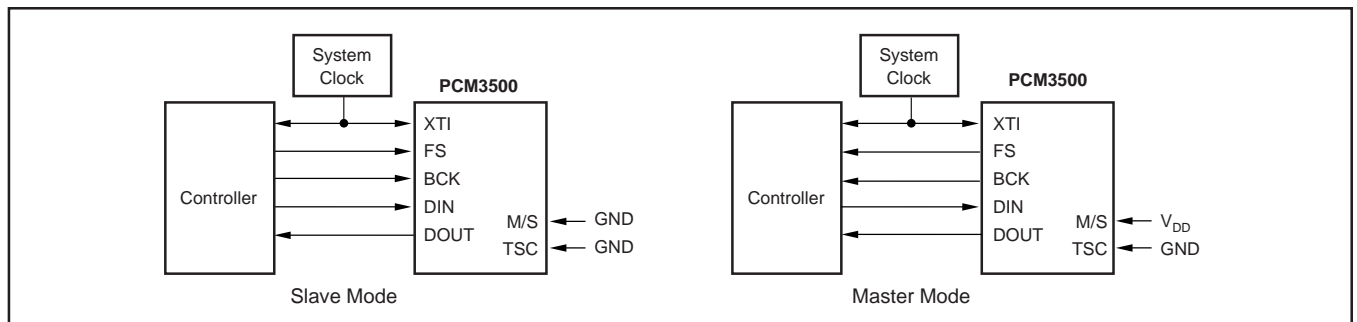 System
Clock
PCM3500
Controller
XTI
FS
BCK
DIN
DOUT
M/S
TSC
GND
GND
Slave Mode
System
Clock
PCM3500
Controller
XTI
FS
BCK
DIN
DOUT
M/S
TSC
VDD
GND
Master Mode